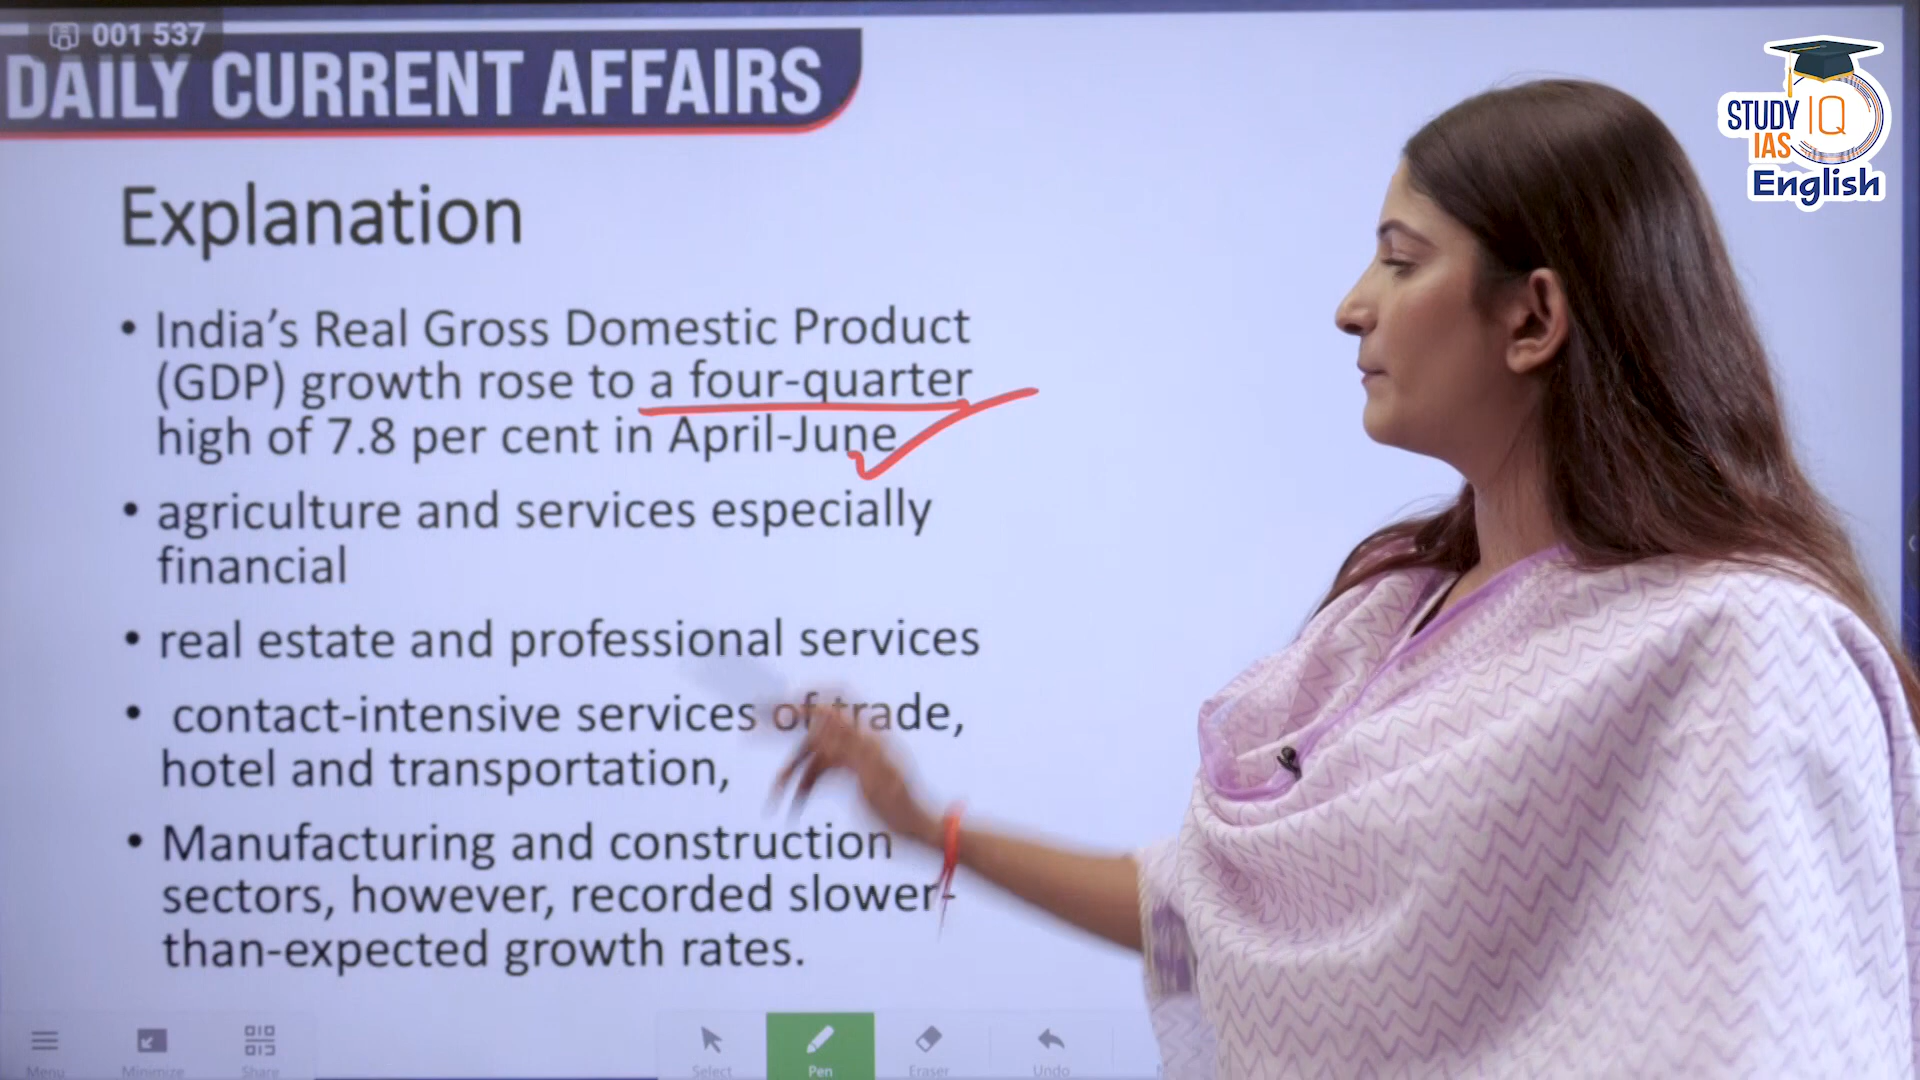 001 537
DAILY CURRENT AFFAIRS
STUDY IQ
IAS
English
Explanation
• India’s Real Gross Domestic Product
(GDP) growth rose to a four-quarter
high of 7.8 per cent in April-June
• agriculture and services especially
financial
• real estate and professional services
• contact-intensive services of trade,
hotel and transportation,
• Manufacturing and construction
sectors, however, recorded slower-
than-expected growth rates.
Menu
Minimize
Share
Select
Pen
Eraser
Undo